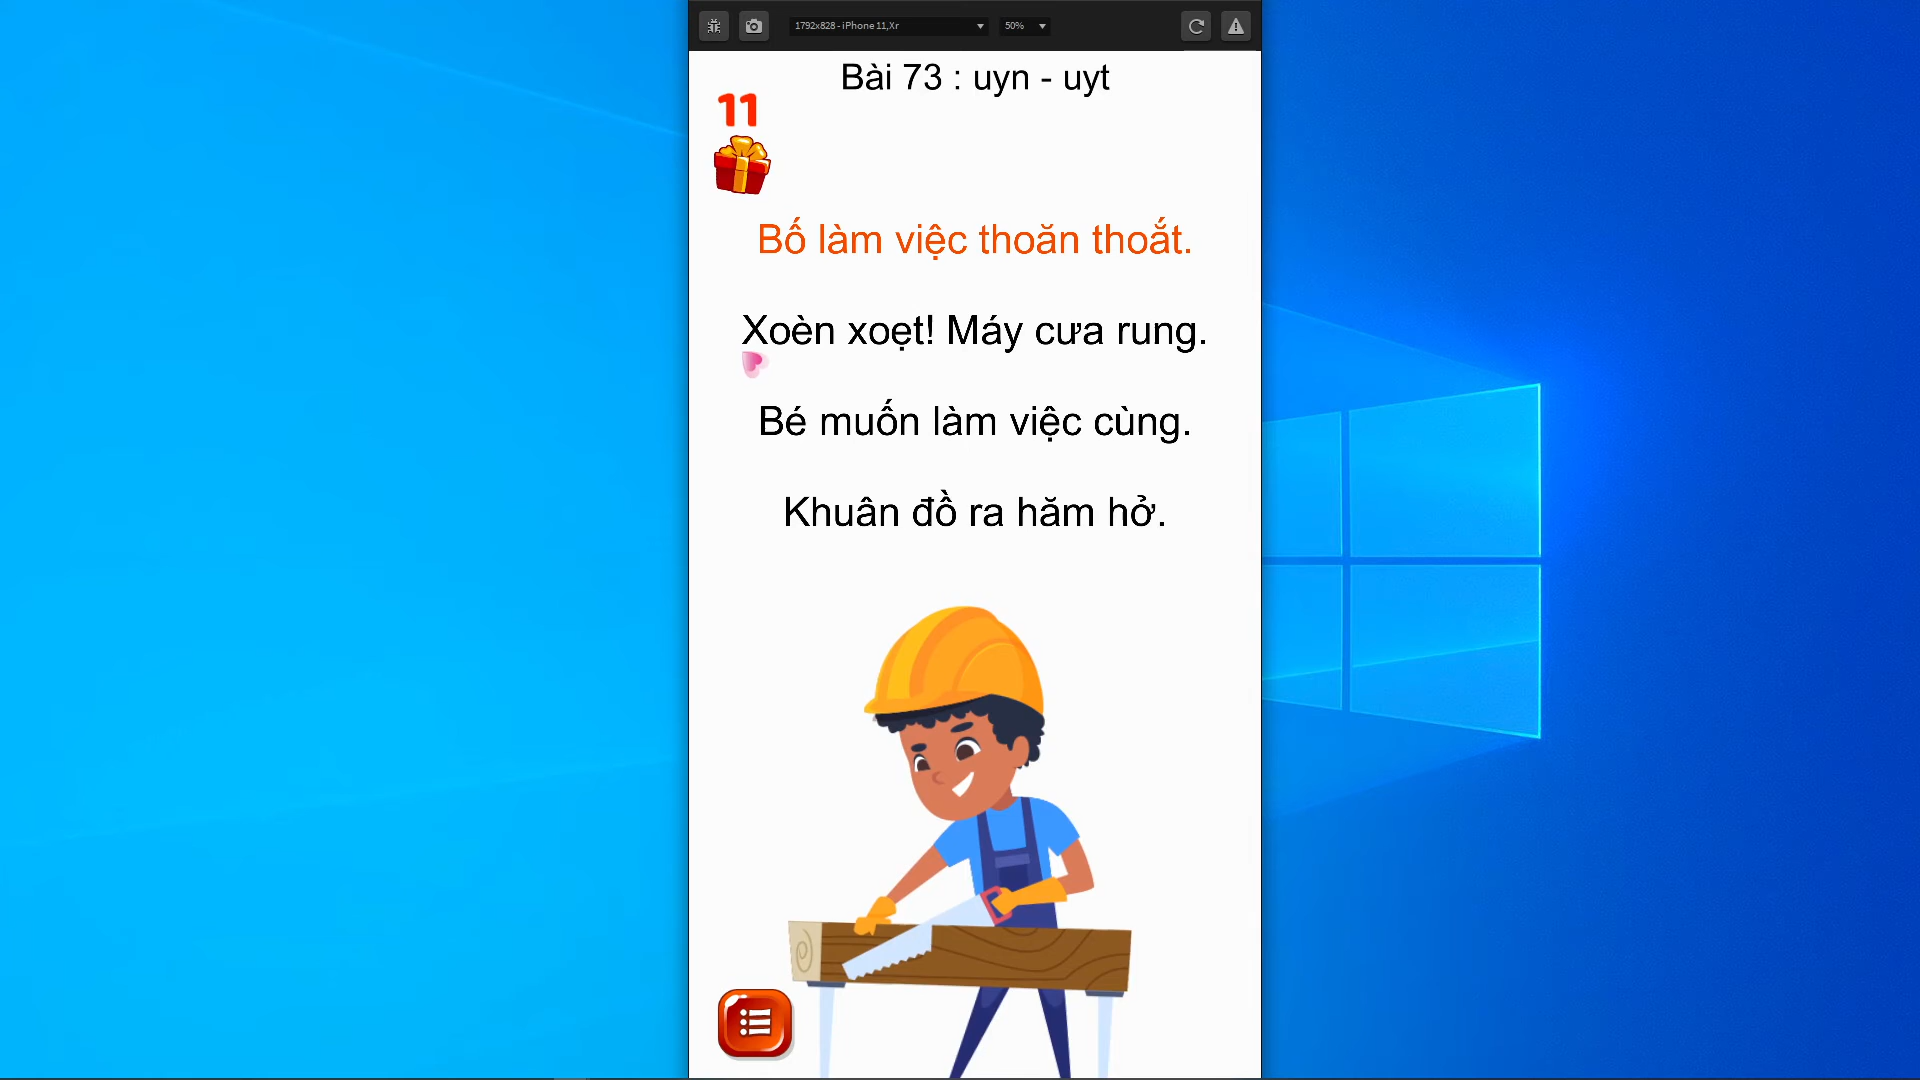 1792x828 - iPhone 11,Xr
50%
Bài 73 : uyn - uyt
11
Bố làm việc thoăn thoắt.
Xoèn xoẹt! Máy cưa rung.
Bé muốn làm việc cùng.
Khuân đồ ra hăm hở.